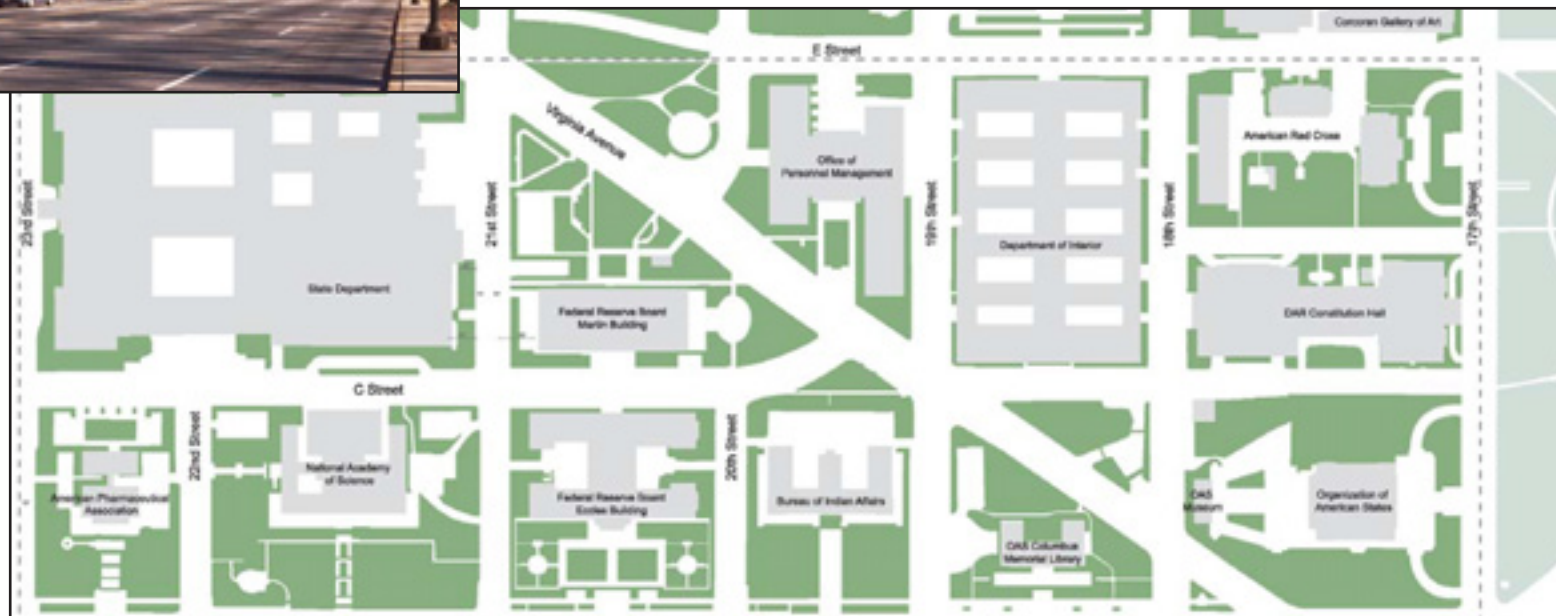 Corcoran Gallery of Art
E Street
Virginia Avenue
American Red Cross
Office of
Personnel Management
23rd Street
21st Street
19th Street
18th Street
17th Street
Department of Interior
State Department
Federal Reserve Board
Martin Building
DAR Constitution Hall
C Street
22nd Street
20th Street
National Academy
of Science
American Pharmaceutical
Association
Federal Reserve Board
Eccles Building
Bureau of Indian Affairs
OAS
Museum
Organization of
American States
OAS Columbus
Memorial Library